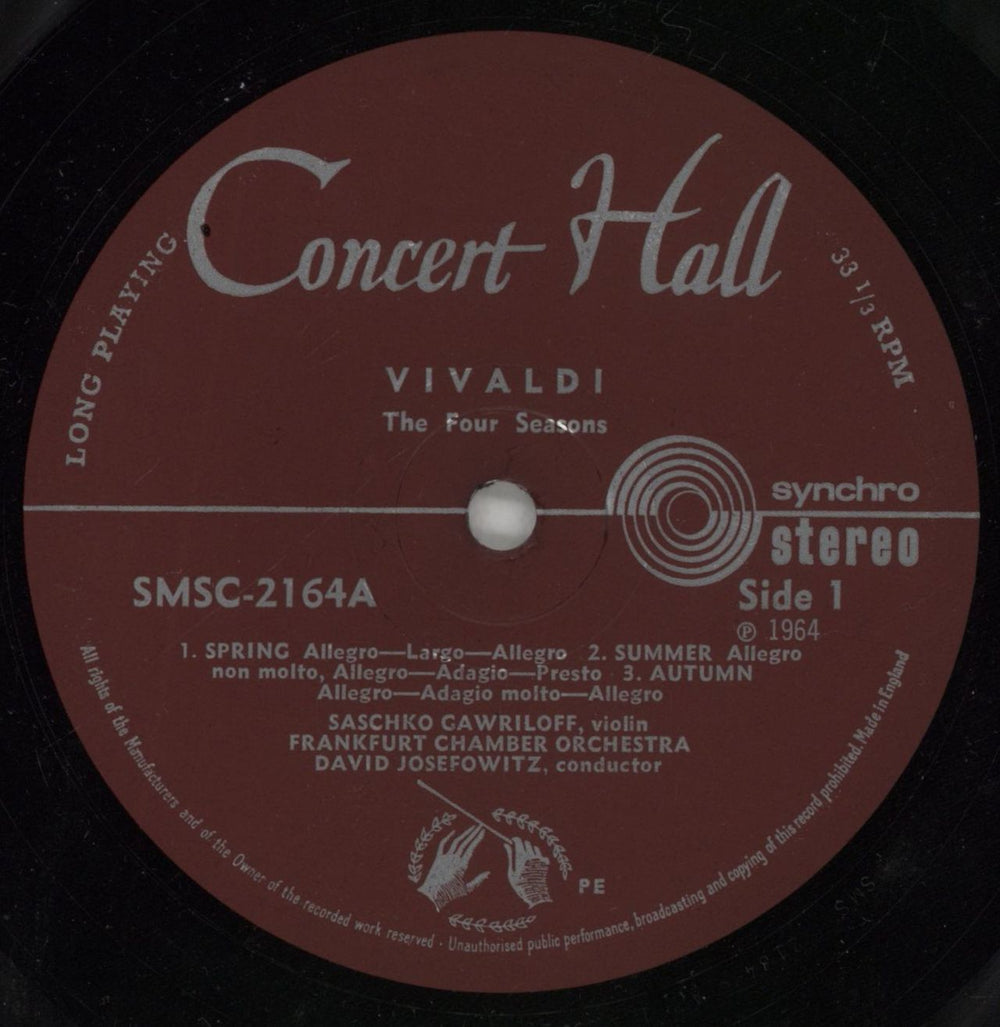 Concert Hall
LONG PLAYING
33 1/3 RPM
VIVALDI
The Four Seasons
synchro
stereo
SMSC-2164A
Side 1
℗ 1964
1. SPRING Allegro—Largo—Allegro 2. SUMMER Allegro
non molto, Allegro—Adagio—Presto 3. AUTUMN
Allegro—Adagio molto—Allegro
SASCHKO GAWRILOFF, violin
FRANKFURT CHAMBER ORCHESTRA
DAVID JOSEFOWITZ, conductor
PE
All rights of the Manufacturers and of the Owner of the recorded work reserved · Unauthorised public performance, broadcasting and copying of this record prohibited. Made in England